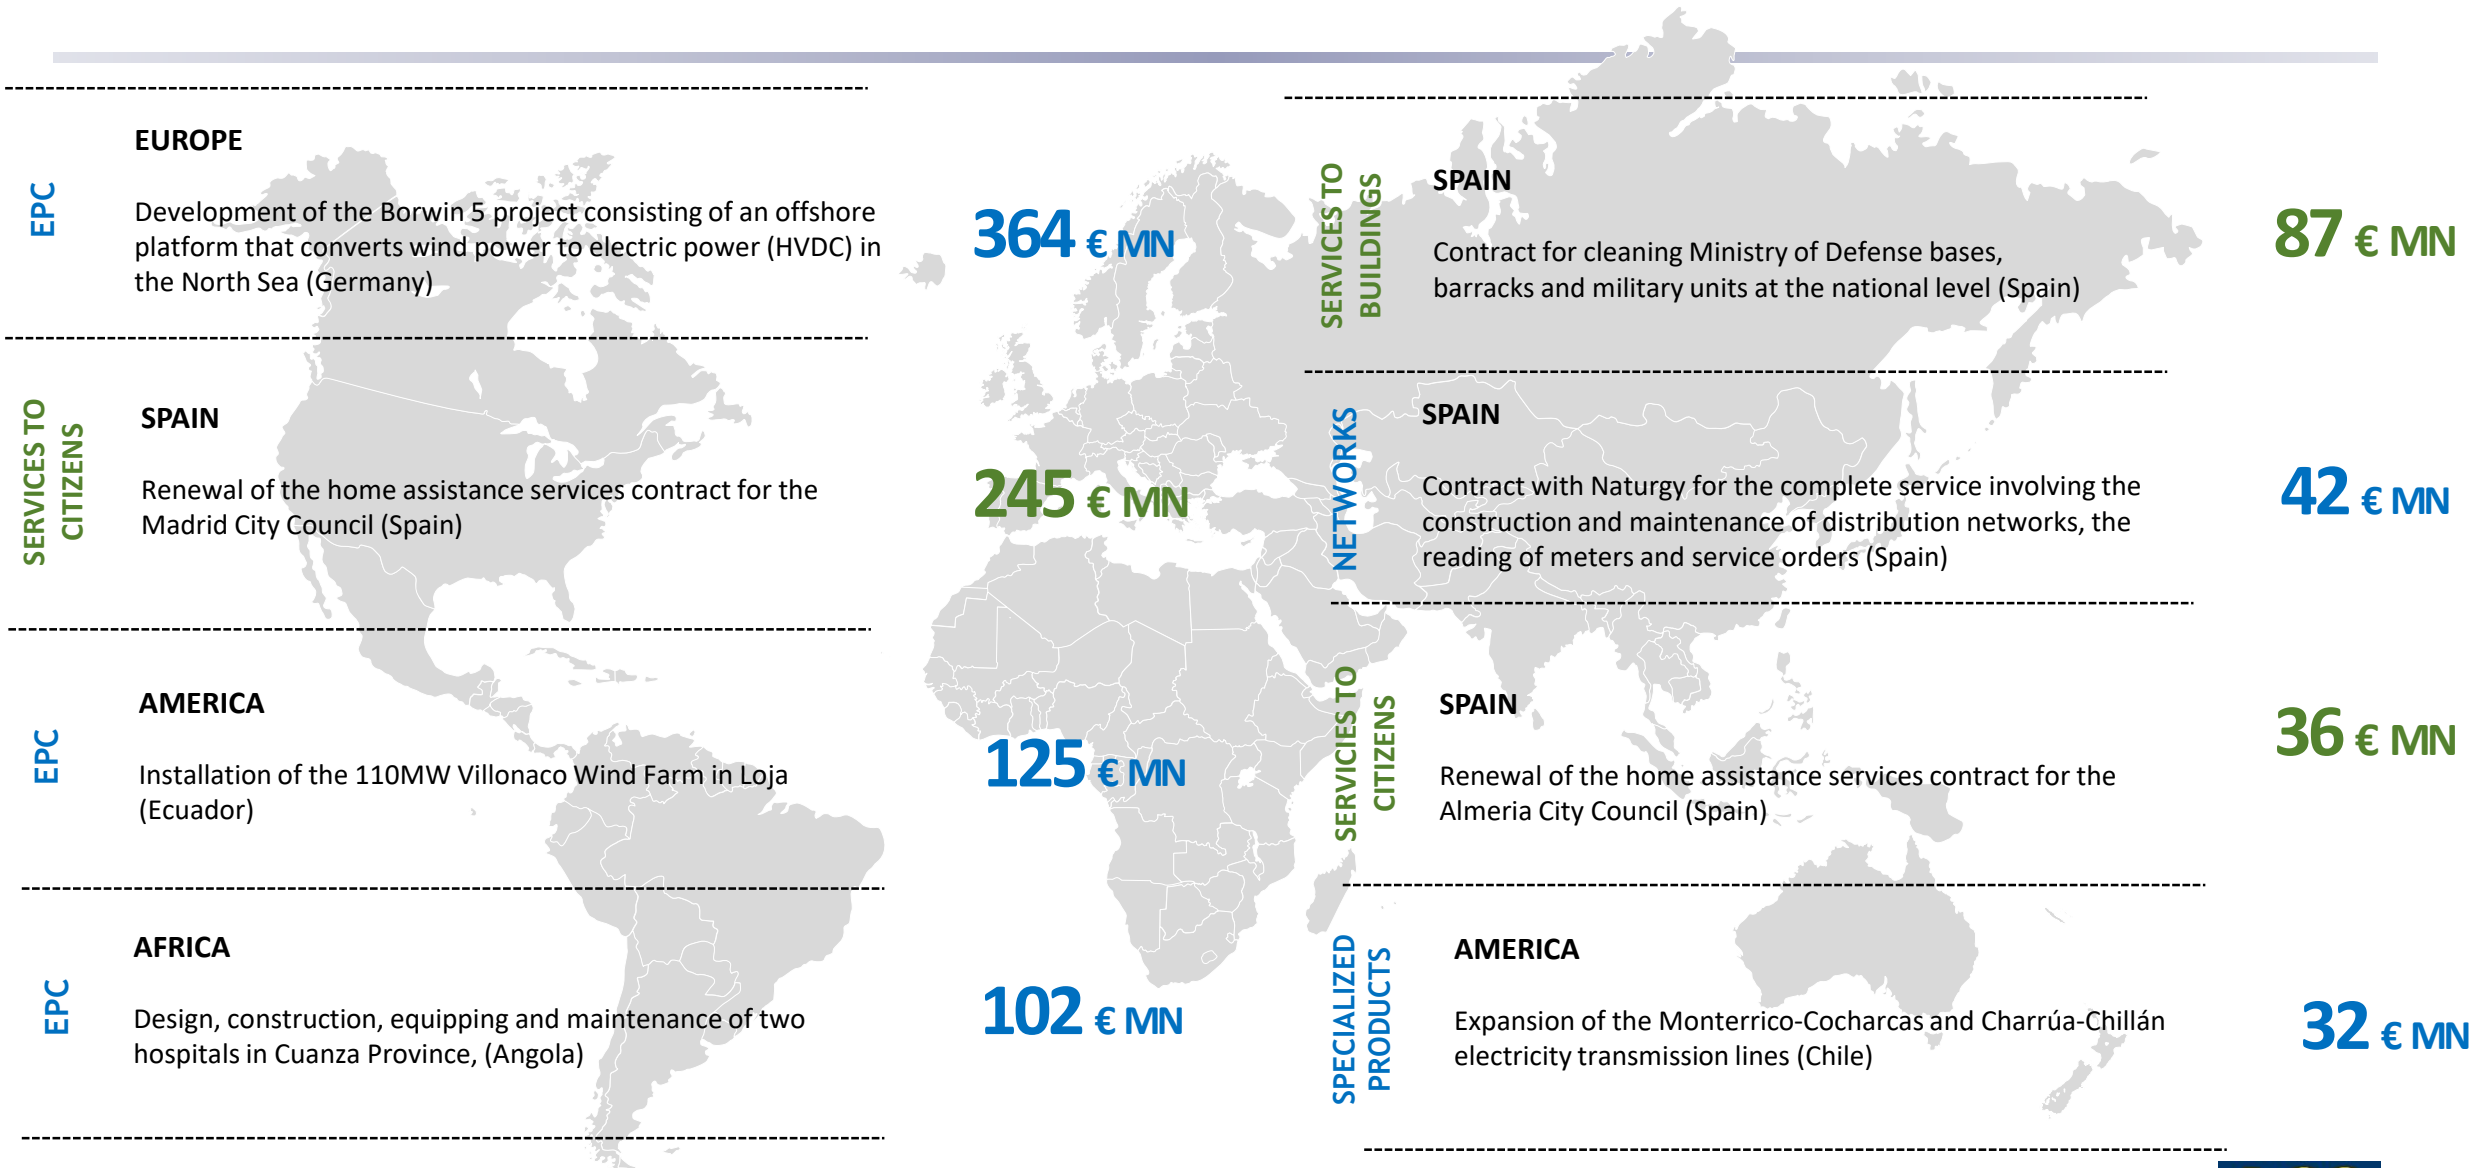 EPC
EUROPE
Development of the Borwin 5 project consisting of an offshore
platform that converts wind power to electric power (HVDC) in
the North Sea (Germany)
364 € MN
SERVICES TO
CITIZENS
SPAIN
Renewal of the home assistance services contract for the
Madrid City Council (Spain)
245 € MN
EPC
AMERICA
Installation of the 110MW Villonaco Wind Farm in Loja
(Ecuador)
125 € MN
EPC
AFRICA
Design, construction, equipping and maintenance of two
hospitals in Cuanza Province, (Angola)
102 € MN
SERVICES TO
BUILDINGS
SPAIN
Contract for cleaning Ministry of Defense bases,
barracks and military units at the national level (Spain)
87 € MN
NETWORKS
SPAIN
Contract with Naturgy for the complete service involving the
construction and maintenance of distribution networks, the
reading of meters and service orders (Spain)
42 € MN
SERVICIES TO
CITIZENS
SPAIN
Renewal of the home assistance services contract for the
Almeria City Council (Spain)
36 € MN
SPECIALIZED
PRODUCTS
AMERICA
Expansion of the Monterrico-Cocharcas and Charrúa-Chillán
electricity transmission lines (Chile)
32 € MN